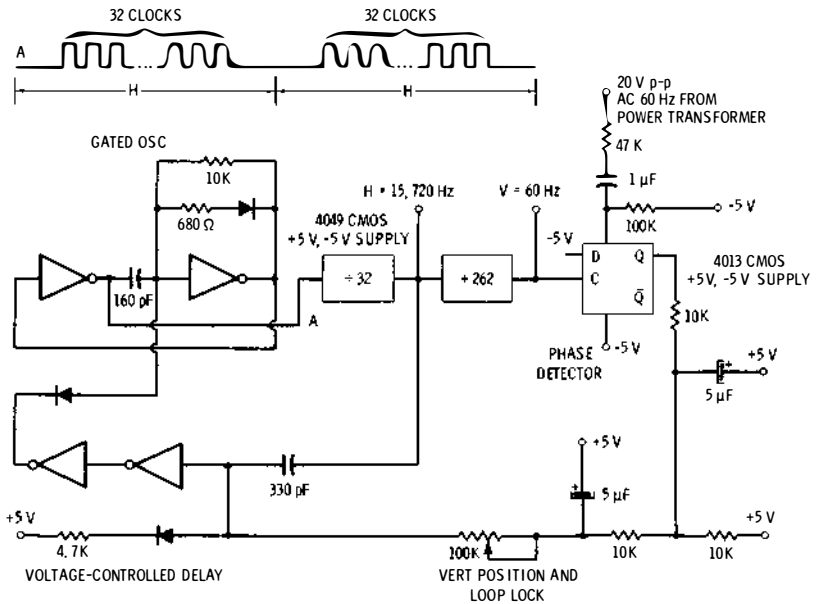 32 CLOCKS
32 CLOCKS
A
H
H
20 V p-p
AC 60 Hz FROM
POWER TRANSFORMER
47 K
1 µF
100K
-5 V
GATED OSC
10K
680 Ω
160 pF
4049 CMOS
+5 V, -5 V SUPPLY
÷32
A
H = 15, 720 Hz
÷262
V = 60 Hz
-5 V
D
Q
C
Q̅
4013 CMOS
+5 V, -5 V SUPPLY
PHASE
DETECTOR
-5 V
10K
+5 V
5 µF
330 pF
+5 V
5 µF
+5 V
4.7K
100K
10K
10K
+5 V
VOLTAGE-CONTROLLED DELAY
VERT POSITION AND
LOOP LOCK